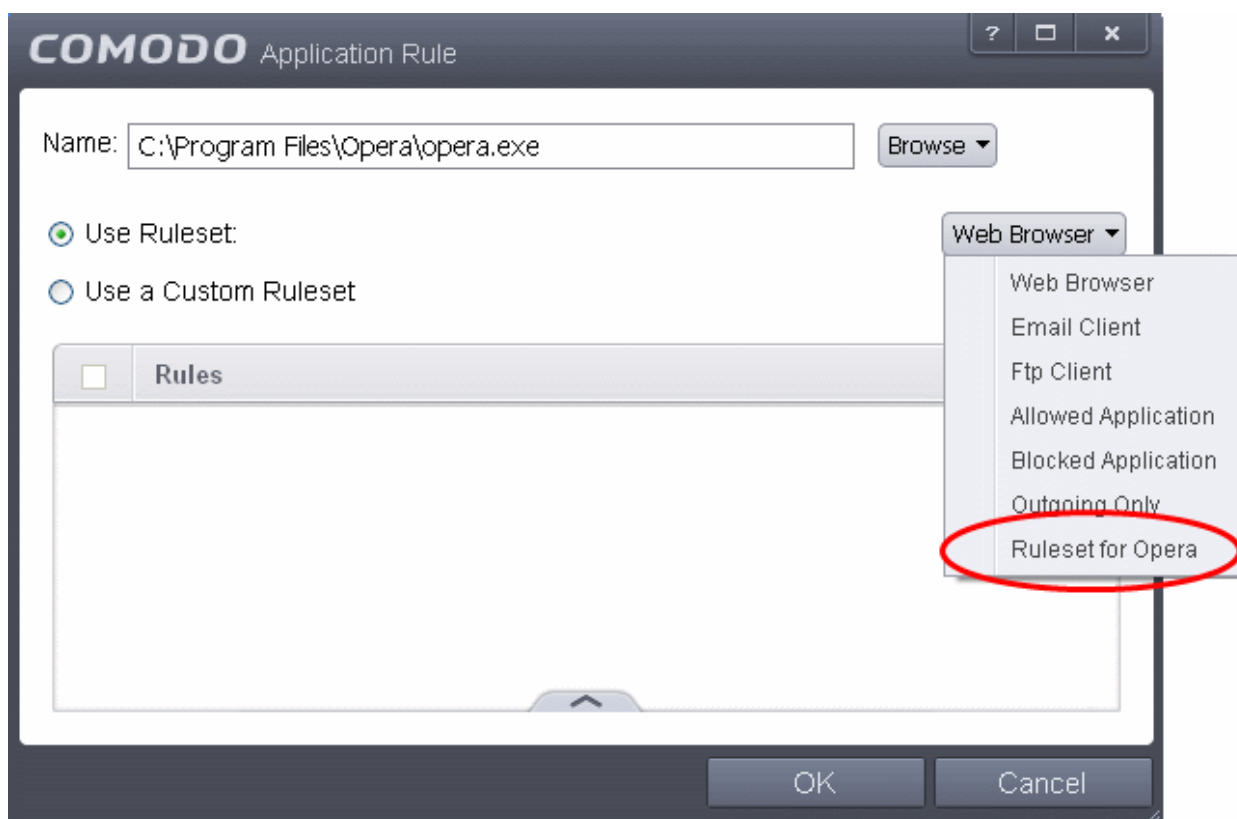 COMODO Application Rule
?
Name: C:\Program Files\Opera\opera.exe Browse
Use Ruleset: Web Browser
Use a Custom Ruleset
Web Browser
Email Client
Ftp Client
Allowed Application
Blocked Application
Outgoing Only
Ruleset for Opera
Rules
OK Cancel